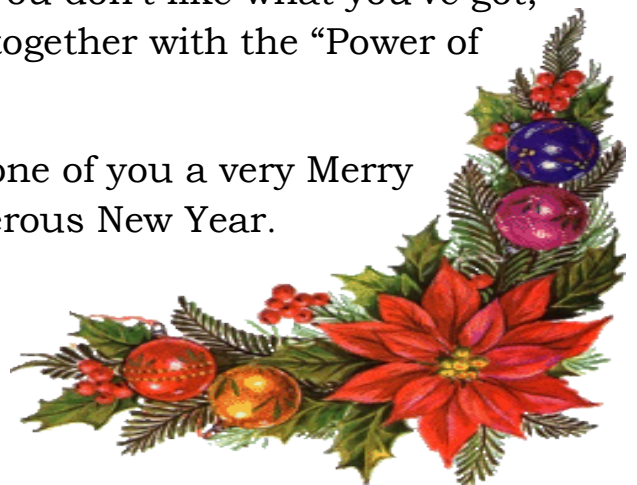 ou don't like what you've got,
together with the “Power of
one of you a very Merry
erous New Year.